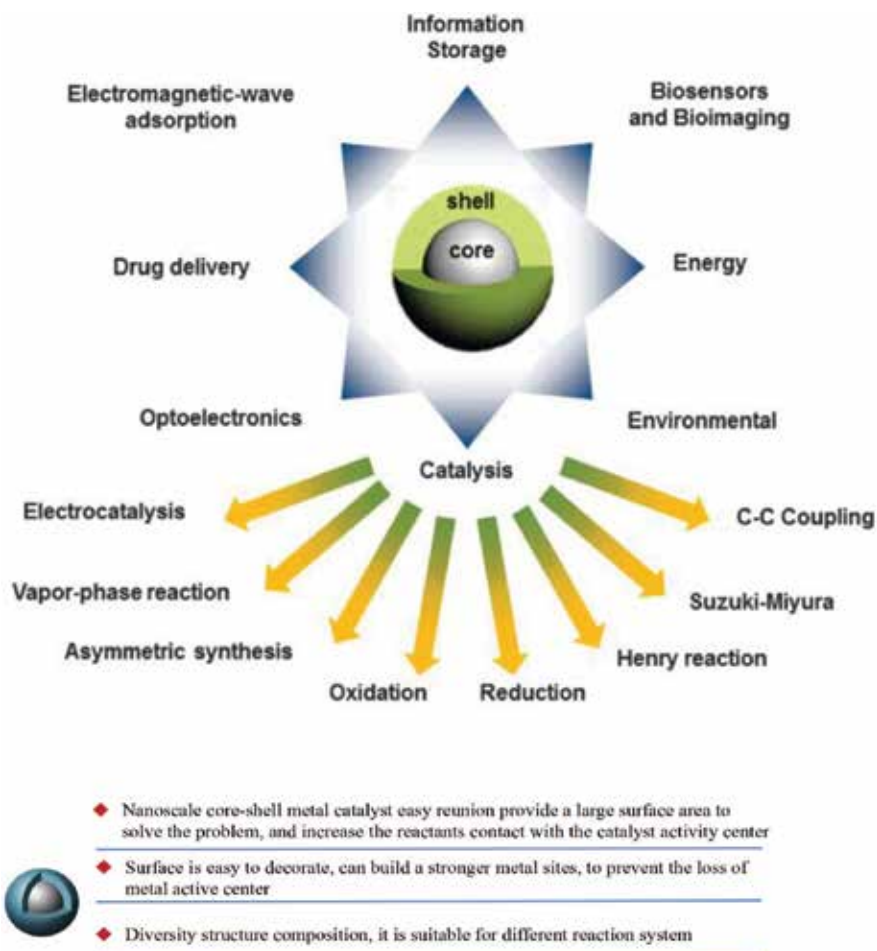 Information
Storage
Electromagnetic-wave
adsorption
Biosensors
and Bioimaging
shell
core
Drug delivery
Energy
Optoelectronics
Environmental
Catalysis
Electrocatalysis
C-C Coupling
Vapor-phase reaction
Suzuki-Miyura
Asymmetric synthesis
Henry reaction
Oxidation
Reduction
Nanoscale core-shell metal catalyst easy reunion provide a large surface area to
solve the problem, and increase the reactants contact with the catalyst activity center
Surface is easy to decorate, can build a stronger metal sites, to prevent the loss of
metal active center
Diversity structure composition, it is suitable for different reaction system